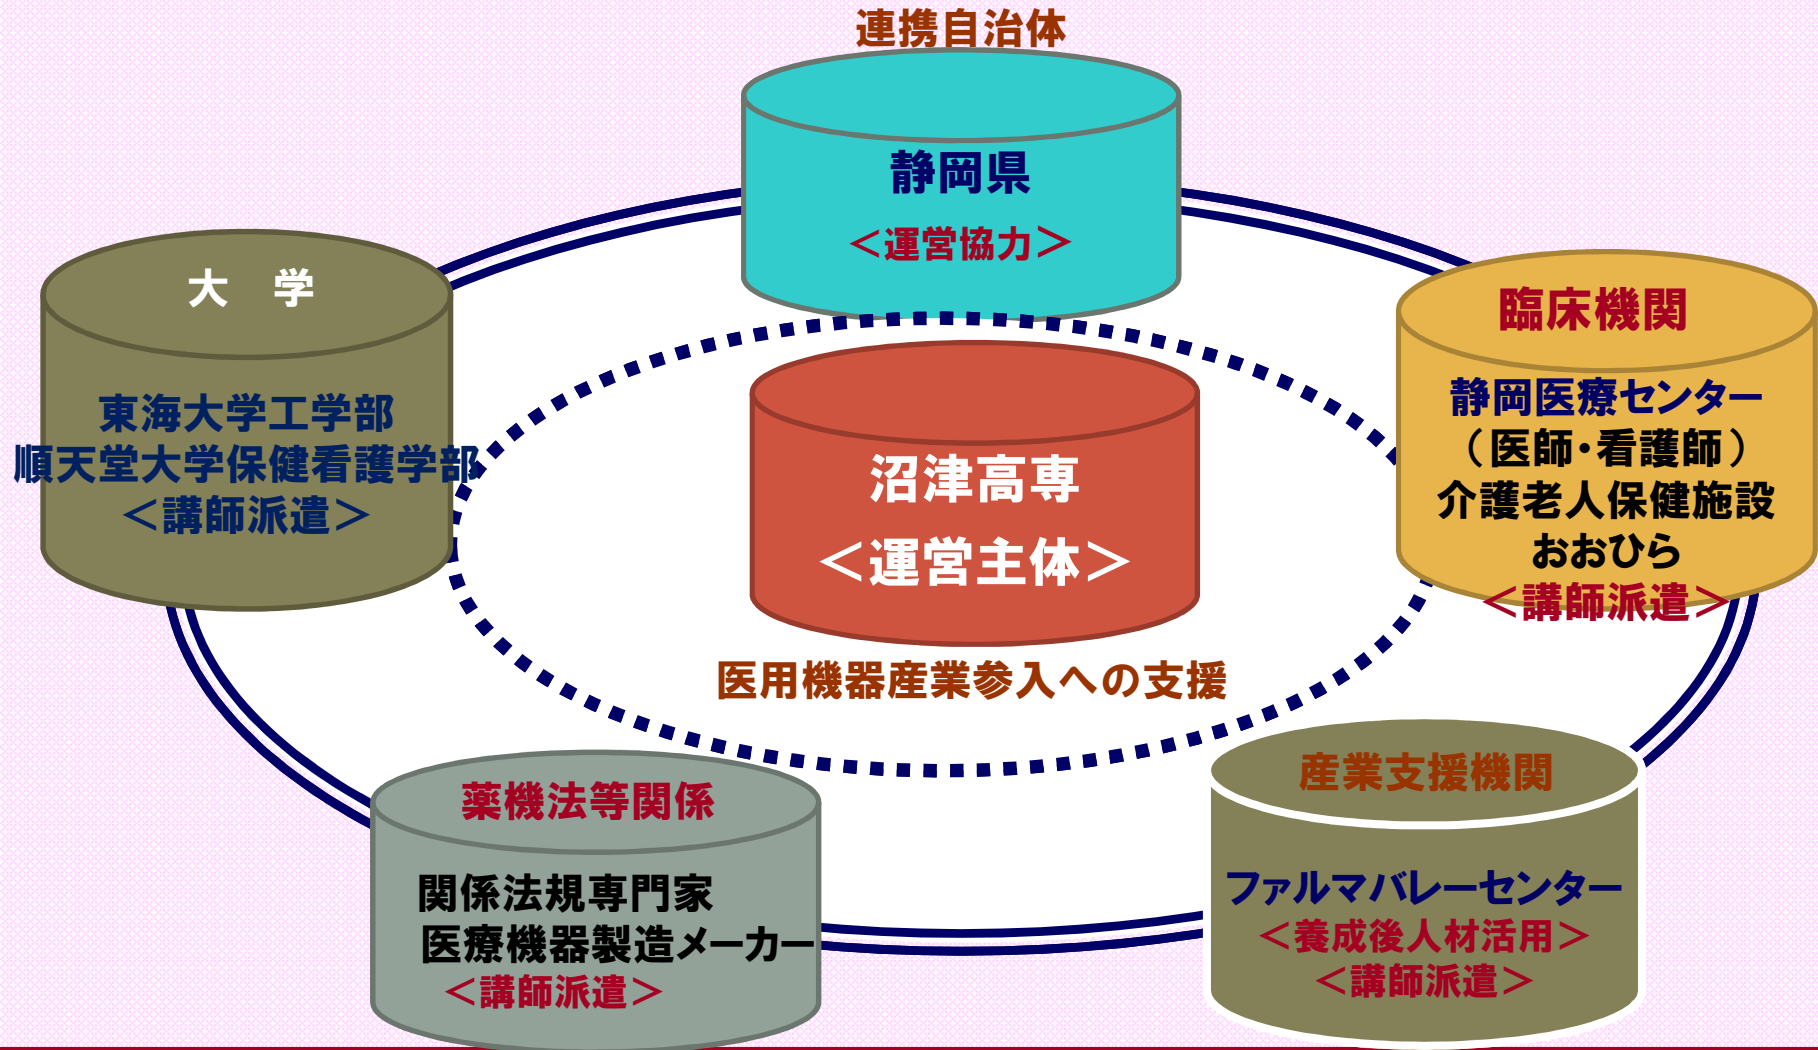 連携自治体
静岡県
＜運営協力＞
大　学
東海大学工学部
順天堂大学保健看護学部
＜講師派遣＞
臨床機関
静岡医療センター
（医師・看護師）
介護老人保健施設
おおひら
＜講師派遣＞
沼津高専
＜運営主体＞
医用機器産業参入への支援
薬機法等関係
関係法規専門家
医療機器製造メーカー
＜講師派遣＞
産業支援機関
ファルマバレーセンター
＜養成後人材活用＞
＜講師派遣＞